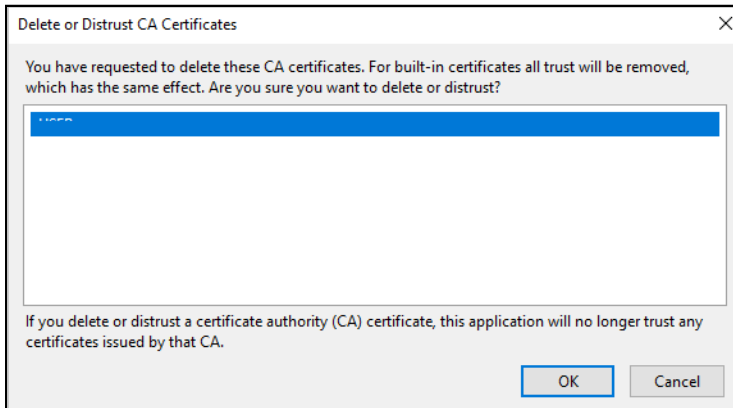 Delete or Distrust CA Certificates
You have requested to delete these CA certificates. For built-in certificates all trust will be removed,
which has the same effect. Are you sure you want to delete or distrust?
If you delete or distrust a certificate authority (CA) certificate, this application will no longer trust any
certificates issued by that CA.
OK
Cancel